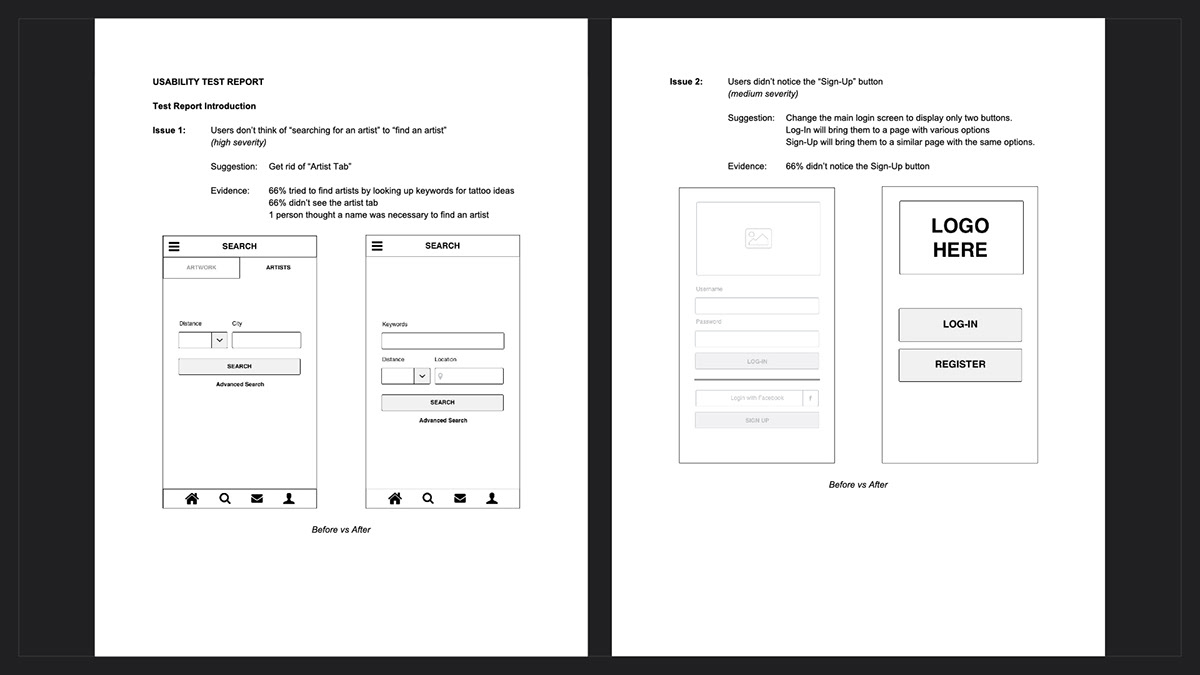 USABILITY TEST REPORT
Test Report Introduction
Issue 1: Users don't think of “searching for an artist” to “find an artist”
(high severity)
Suggestion: Get rid of “Artist Tab”
Evidence: 66% tried to find artists by looking up keywords for tattoo ideas
66% didn't see the artist tab
1 person thought a name was necessary to find an artist
SEARCH
ARTWORK ARTISTS
Distance City
SEARCH
Advanced Search
SEARCH
Keywords
Distance Location
SEARCH
Advanced Search
Before vs After
Issue 2: Users didn't notice the “Sign-Up” button
(medium severity)
Suggestion: Change the main login screen to display only two buttons.
Log-In will bring them to a page with various options
Sign-Up will bring them to a similar page with the same options.
Evidence: 66% didn't notice the Sign-Up button
Username
Password
LOG-IN
Login with Facebook f
SIGN UP
LOGO
HERE
LOG-IN
REGISTER
Before vs After